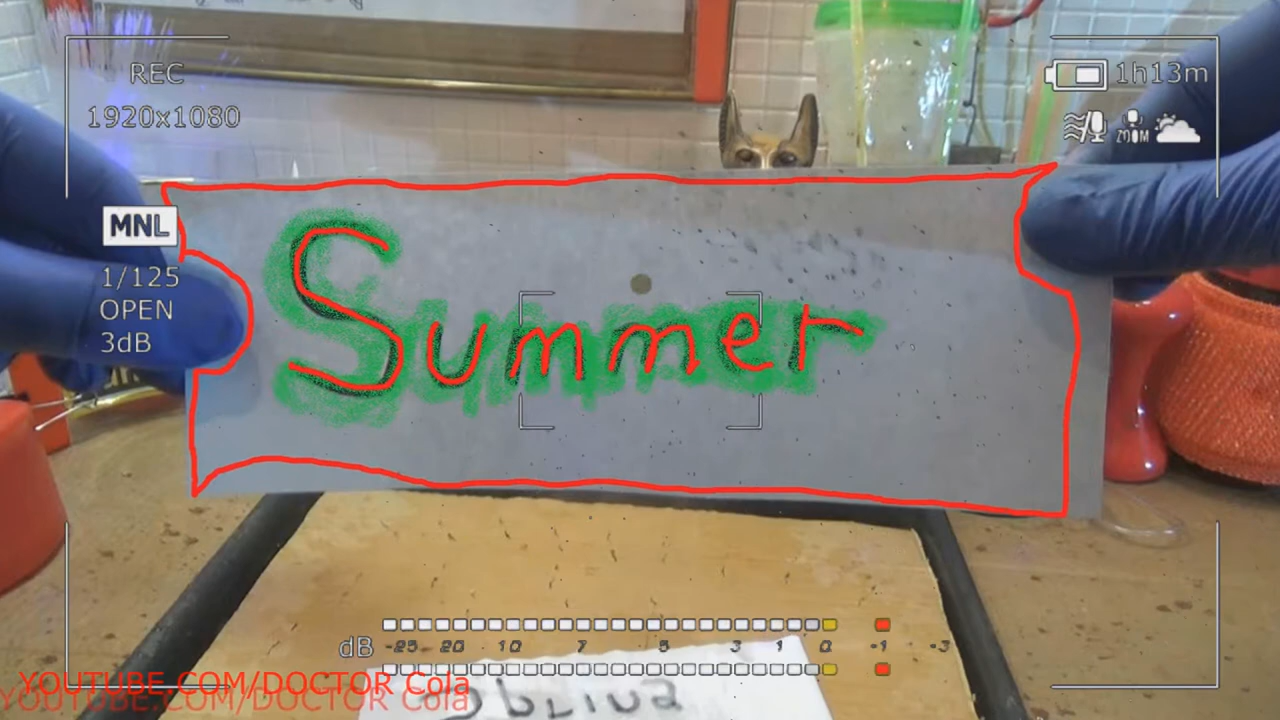 REC
1920x1080
1h13m
ZOOM
MNL
1/125
OPEN
3dB
Summer
dB -25 20 10 7 5 3 1 0 -1 -3
YOUTUBE.COM/DOCTOR Cola
YOUTUBE.COM/DOCTOR Cola